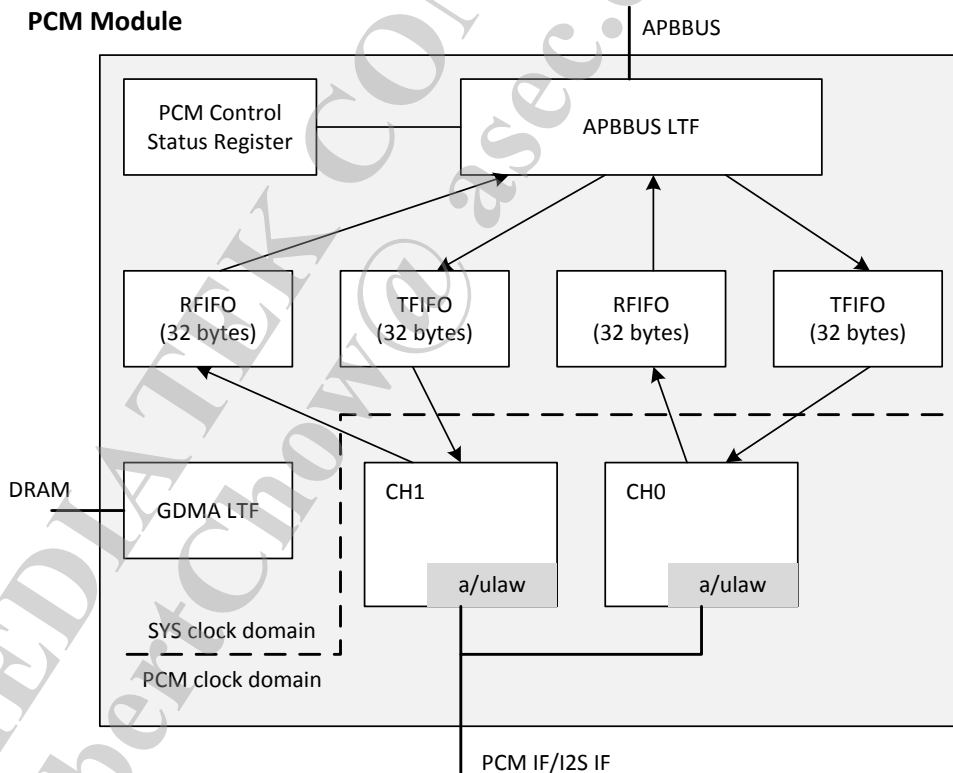 PCM Module
APBBUS
PCM Control
Status Register
APBBUS LTF
RFIFO
(32 bytes)
TFIFO
(32 bytes)
RFIFO
(32 bytes)
TFIFO
(32 bytes)
DRAM
GDMA LTF
CH1
a/ulaw
CH0
a/ulaw
SYS clock domain
PCM clock domain
PCM IF/I2S IF